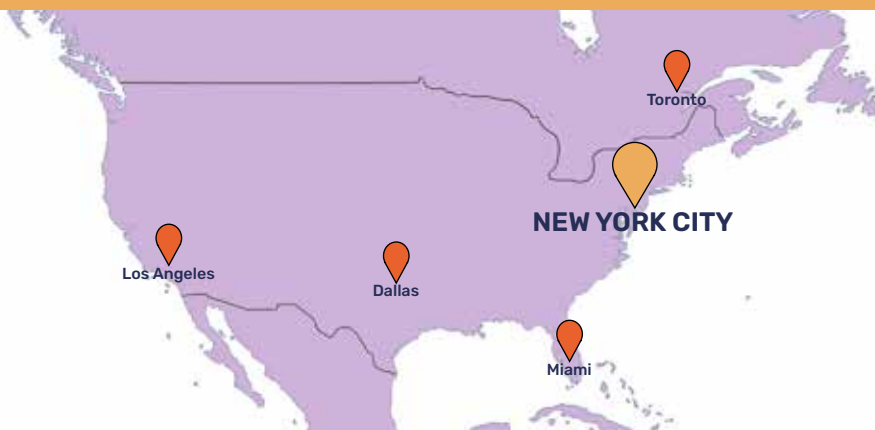 Toronto
NEW YORK CITY
Los Angeles
Dallas
Miami